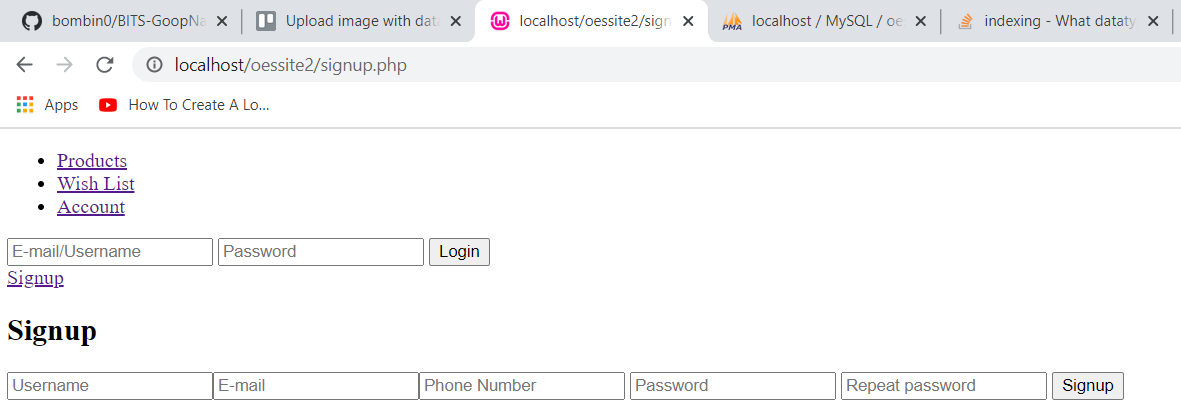 bombin0/BITS-GoopNa Upload image with data localhost/oessite2/sign localhost / MySQL / oe indexing - What dataty
localhost/oessite2/signup.php
Apps How To Create A Lo...
Products
Wish List
Account
E-mail/Username Password Login
Signup
Signup
Username E-mail Phone Number Password Repeat password Signup